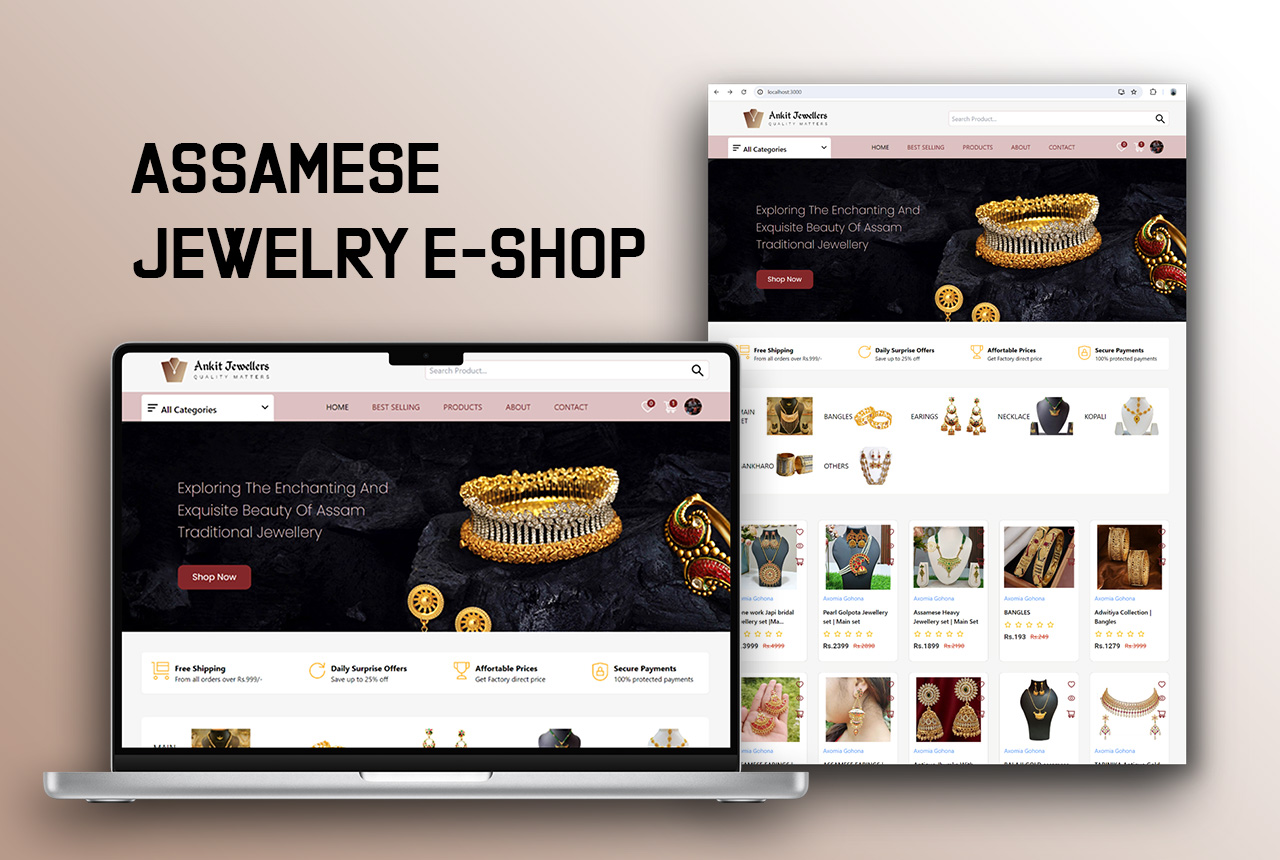 ASSAMESE
JEWELRY E-SHOP
Ankit Jewellers
QUALITY MATTERS
Search Product...
All Categories
HOME
BEST SELLING
PRODUCTS
ABOUT
CONTACT
0
1
Exploring The Enchanting And
Exquisite Beauty Of Assam
Traditional Jewellery
Shop Now
Free Shipping
From all orders over Rs.999/-
Daily Surprise Offers
Save up to 25% off
Affortable Prices
Get Factory direct price
Secure Payments
100% protected payments
MAIN
localhost:3000
Ankit Jewellers
QUALITY MATTERS
Search Product...
All Categories
HOME
BEST SELLING
PRODUCTS
ABOUT
CONTACT
0
1
Exploring The Enchanting And
Exquisite Beauty Of Assam
Traditional Jewellery
Shop Now
Free Shipping
From all orders over Rs.999/-
Daily Surprise Offers
Save up to 25% off
Affortable Prices
Get Factory direct price
Secure Payments
100% protected payments
AIN
ET
BANGLES
EARINGS
NECKLACE
KOPALI
ANKHARO
OTHERS
mia Gohona
ne work Japi bridal
ellery set |Ma...
.3999 Rs.4999
Axomia Gohona
Pearl Golpota Jewellery
set | Main set
Rs.2399 Rs.2890
Axomia Gohona
Assamese Heavy
Jewellery set | Main Set
Rs.1899 Rs.2190
Axomia Gohona
BANGLES
Rs.193 Rs.249
Axomia Gohona
Adwitiya Collection |
Bangles
Rs.1279 Rs.3999
mia Gohona
Axomia Gohona
Axomia Gohona
Axomia Gohona
Axomia Gohona